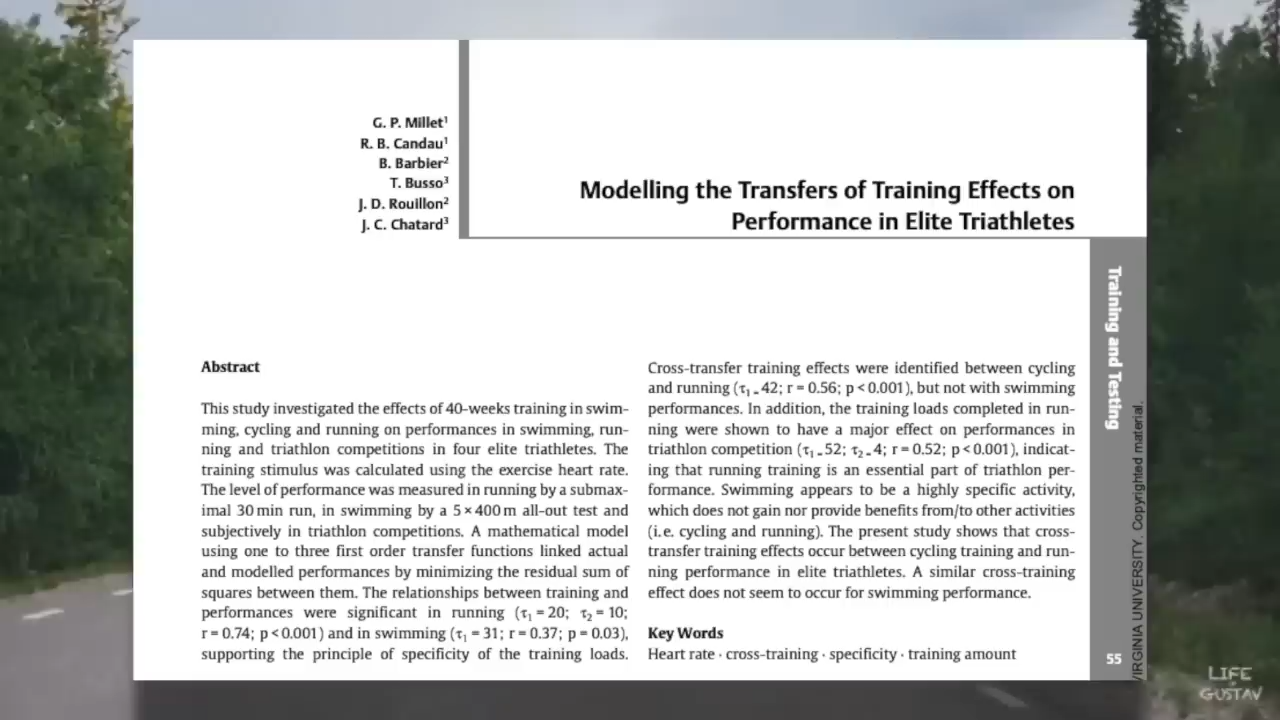 G. P. Millet¹
R. B. Candau¹
B. Barbier²
T. Busso³
J. D. Rouillon²
J. C. Chatard³
Modelling the Transfers of Training Effects on
Performance in Elite Triathletes
Abstract
This study investigated the effects of 40-weeks training in swim-
ming, cycling and running on performances in swimming, run-
ning and triathlon competitions in four elite triathletes. The
training stimulus was calculated using the exercise heart rate.
The level of performance was measured in running by a submax-
imal 30 min run, in swimming by a 5 × 400 m all-out test and
subjectively in triathlon competitions. A mathematical model
using one to three first order transfer functions linked actual
and modelled performances by minimizing the residual sum of
squares between them. The relationships between training and
performances were significant in running (τ₁ = 20; τ₂ = 10;
r = 0.74; p < 0.001) and in swimming (τ₁ = 31; r = 0.37; p = 0.03),
supporting the principle of specificity of the training loads.
Cross-transfer training effects were identified between cycling
and running (τ₁ ₌ 42; r = 0.56; p < 0.001), but not with swimming
performances. In addition, the training loads completed in run-
ning were shown to have a major effect on performances in
triathlon competition (τ₁ ₌ 52; τ₂ ₌ 4; r = 0.52; p < 0.001), indicat-
ing that running training is an essential part of triathlon per-
formance. Swimming appears to be a highly specific activity,
which does not gain nor provide benefits from/to other activities
(i. e. cycling and running). The present study shows that cross-
transfer training effects occur between cycling training and run-
ning performance in elite triathletes. A similar cross-training
effect does not seem to occur for swimming performance.
Key Words
Heart rate · cross-training · specificity · training amount
Training and Testing
55
VIRGINIA UNIVERSITY. Copyrighted material.
LIFE
GUSTAV